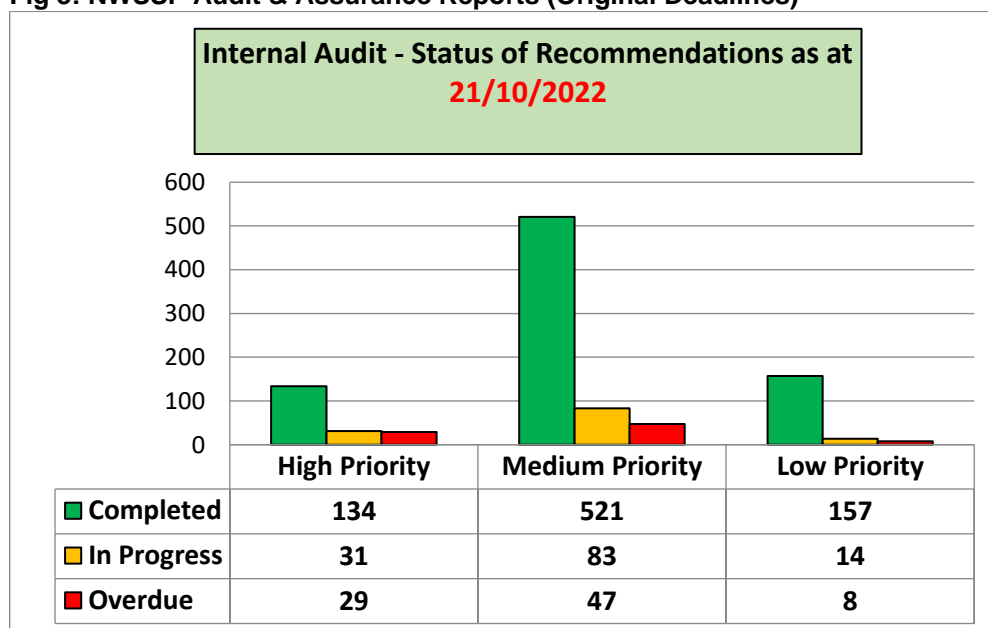 Internal Audit - Status of Recommendations as at
21/10/2022
600
500
400
300
200
100
0
High Priority Medium Priority Low Priority
Completed 134 521 157
In Progress 31 83 14
Overdue 29 47 8